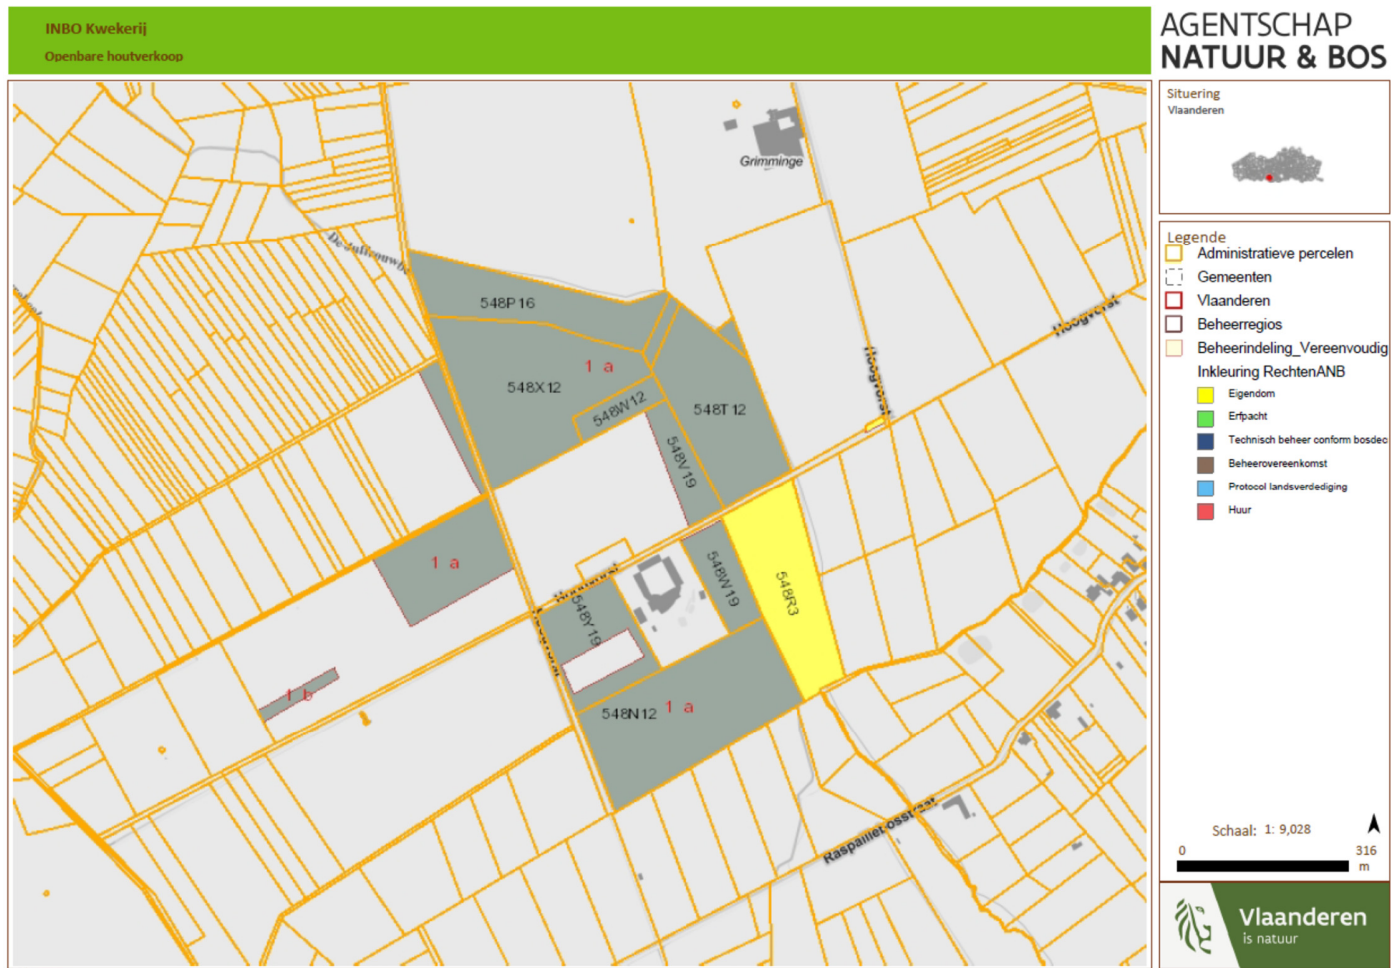 INBO Kwekerij
Openbare houtverkoop
AGENTSCHAP
NATUUR & BOS
Situering
Vlaanderen
Grimminge
548P16
1 a
548X12
548W12
548T12
548V19
Hoogvorst
Hoogvorst
1 a
548W19
548R3
548Y19
1 b
548N12
1 a
Legende
Administratieve percelen
Gemeenten
Vlaanderen
Beheerregios
Beheerindeling_Vereenvoudig
Inkleuring RechtenANB
Eigendom
Erfpacht
Technisch beheer conform bosdec
Beheerovereenkomst
Protocol landsverdediging
Huur
Schaal: 1: 9,028
0
316
m
Vlaanderen
is natuur